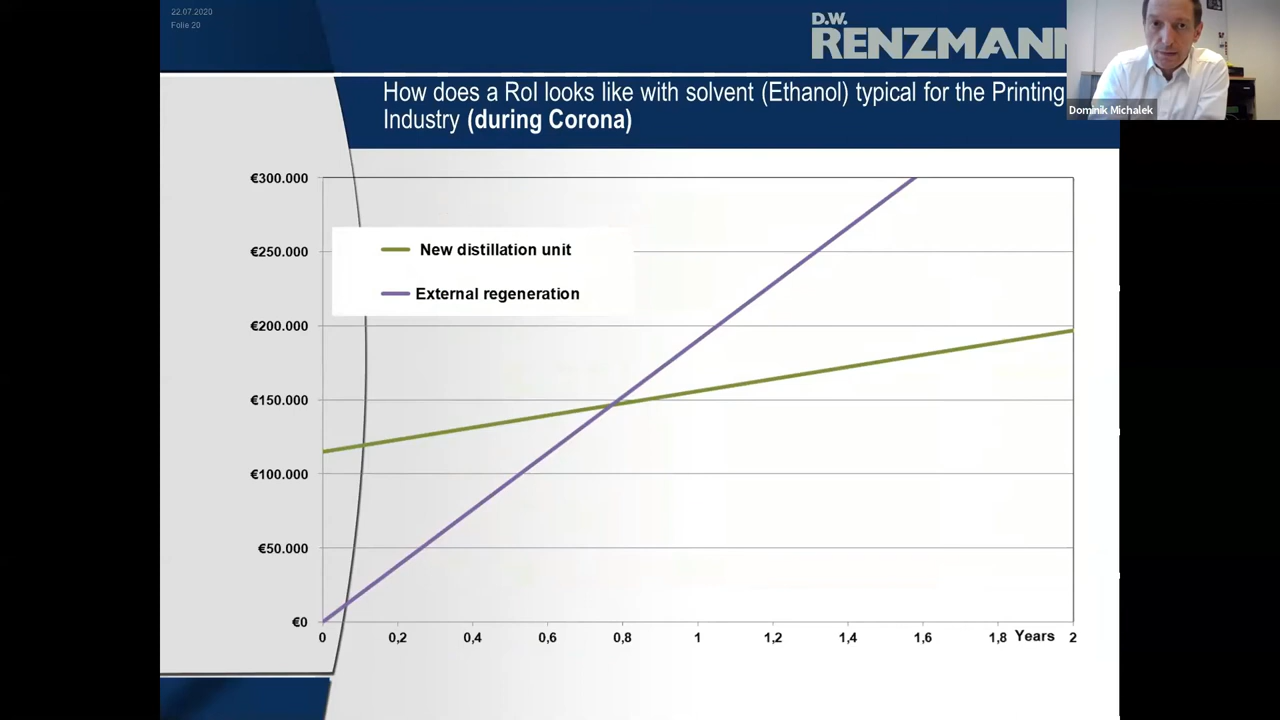 22.07.2020
Folie 20
D.W.
RENZMANN
Dominik Michalek
How does a RoI looks like with solvent (Ethanol) typical for the Printing
Industry (during Corona)
€300.000
€250.000
€200.000
€150.000
€100.000
€50.000
€0
New distillation unit
External regeneration
0
0,2
0,4
0,6
0,8
1
1,2
1,4
1,6
1,8
Years
2